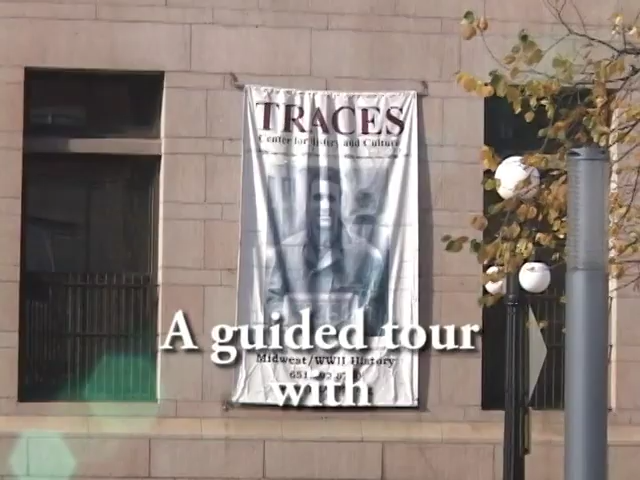 TRACES
Center for History and Culture
A guided tour
Midwest/WWII History
with